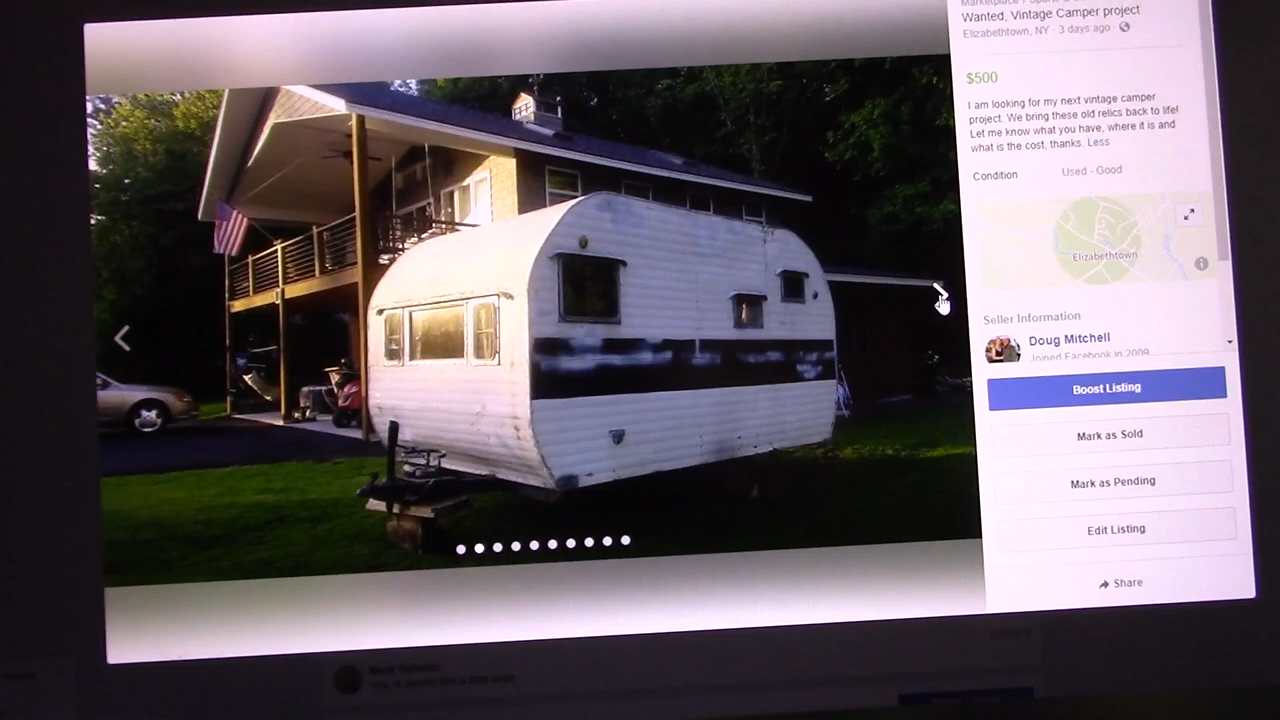 Marketplace
Wanted, Vintage Camper project
Elizabethtown, NY · 3 days ago ·
$500
I am looking for my next vintage camper
project. We bring these old relics back to life!
Let me know what you have, where it is and
what is the cost, thanks. Less
Condition Used - Good
Elizabethtown
Seller Information
Doug Mitchell
Joined Facebook in 2009
Boost Listing
Mark as Sold
Mark as Pending
Edit Listing
Share